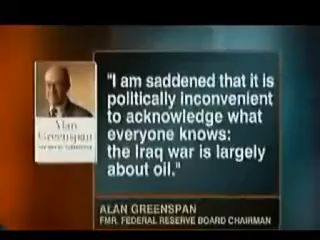 "I am saddened that it is
politically inconvenient
to acknowledge what
everyone knows:
the Iraq war is largely
about oil."
Alan
Greenspan
ALAN GREENSPAN
FMR. FEDERAL RESERVE BOARD CHAIRMAN